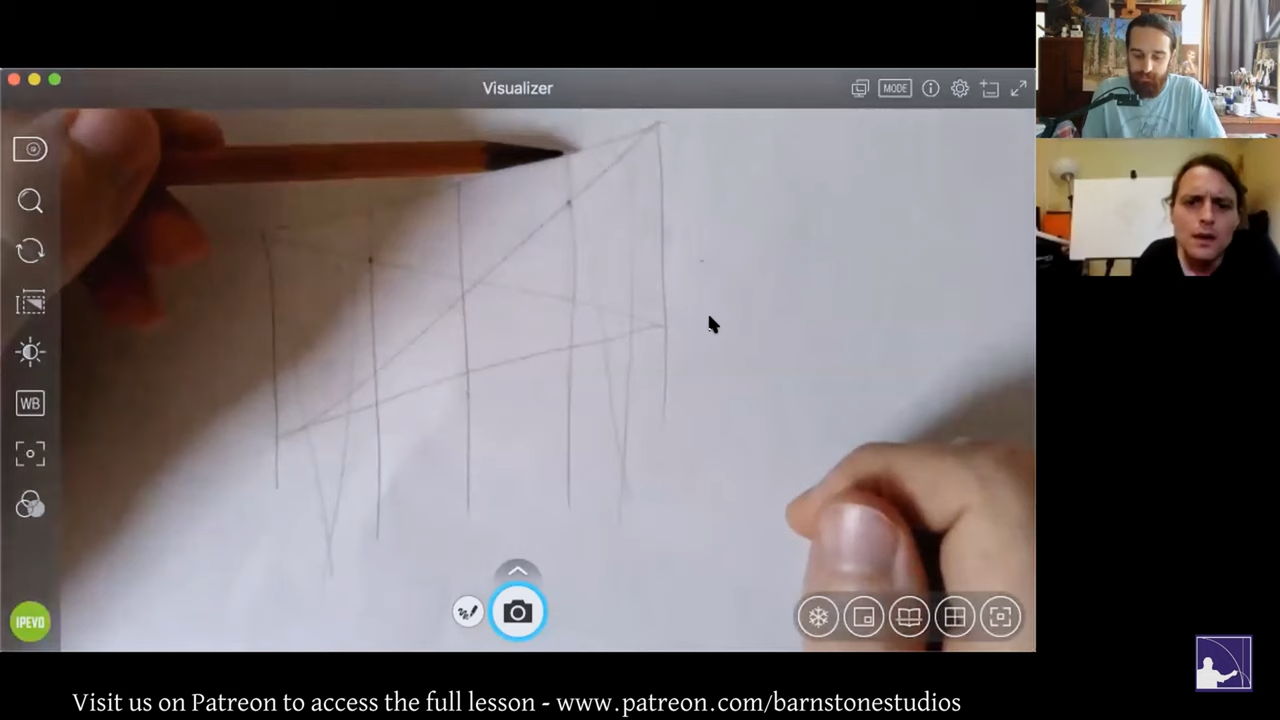 Visualizer
MODE
WB
IPEVO
Visit us on Patreon to access the full lesson - www.patreon.com/barnstonestudios